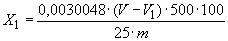 X₁ = 0,0030048·(V – V₁)·500·100 / 25·m